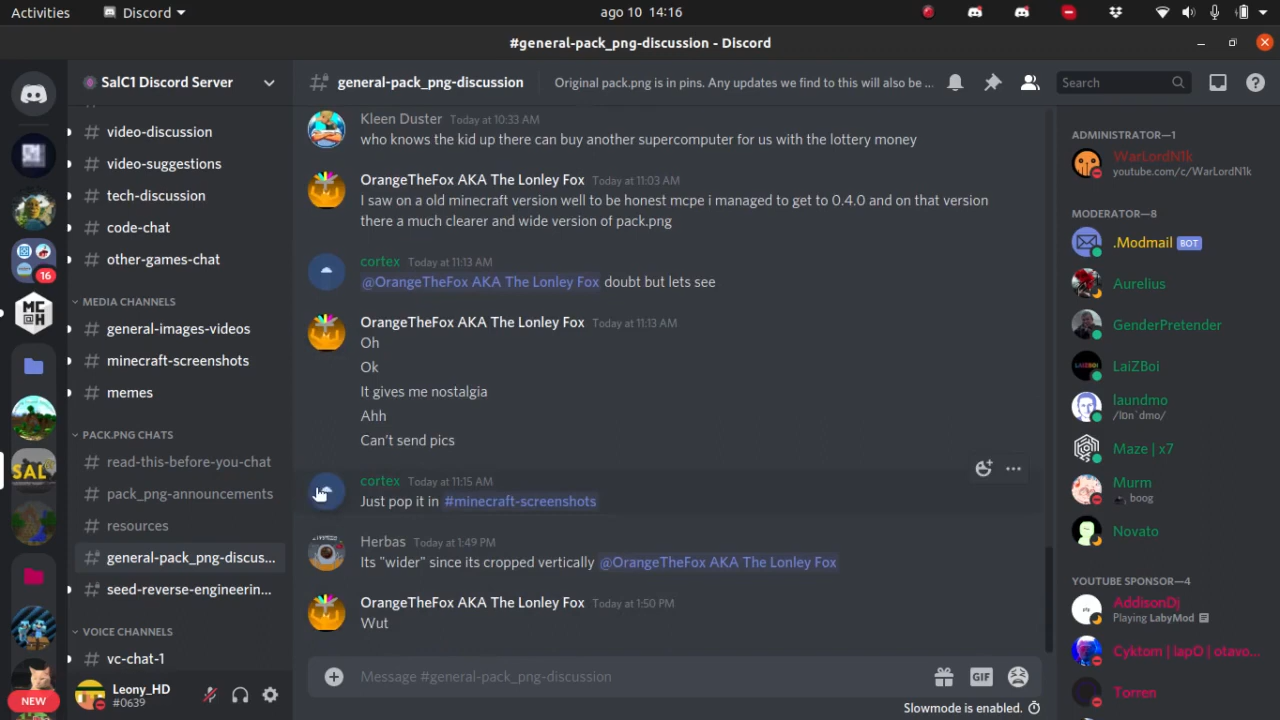 Activities
Discord
ago 10 14:16
#general-pack_png-discussion - Discord
SalC1 Discord Server
video-discussion
video-suggestions
tech-discussion
code-chat
other-games-chat
MEDIA CHANNELS
general-images-videos
minecraft-screenshots
memes
PACK.PNG CHATS
read-this-before-you-chat
pack_png-announcements
resources
general-pack_png-discus...
seed-reverse-engineerin...
VOICE CHANNELS
vc-chat-1
16
MC
@H
SAL
NEW
Leony_HD
#0639
general-pack_png-discussion
Original pack.png is in pins. Any updates we find to this will also be ...
Search
Kleen Duster Today at 10:33 AM
who knows the kid up there can buy another supercomputer for us with the lottery money
OrangeTheFox AKA The Lonley Fox Today at 11:03 AM
I saw on a old minecraft version well to be honest mcpe i managed to get to 0.4.0 and on that version
there a much clearer and wide version of pack.png
cortex Today at 11:13 AM
@OrangeTheFox AKA The Lonley Fox doubt but lets see
OrangeTheFox AKA The Lonley Fox Today at 11:13 AM
Oh
Ok
It gives me nostalgia
Ahh
Can't send pics
cortex Today at 11:15 AM
Just pop it in #minecraft-screenshots
Herbas Today at 1:49 PM
Its "wider" since its cropped vertically @OrangeTheFox AKA The Lonley Fox
OrangeTheFox AKA The Lonley Fox Today at 1:50 PM
Wut
Message #general-pack_png-discussion
GIF
Slowmode is enabled.
ADMINISTRATOR—1
WarLordN1k
youtube.com/c/WarLordN1k
MODERATOR—8
.Modmail BOT
Aurelius
GenderPretender
LaiZBoi
laundmo
/lɒnˈdmo/
Maze | x7
Murm
boog
Novato
YOUTUBE SPONSOR—4
AddisonDj
Playing LabyMod
Cyktom | lapO | otavo...
Torren